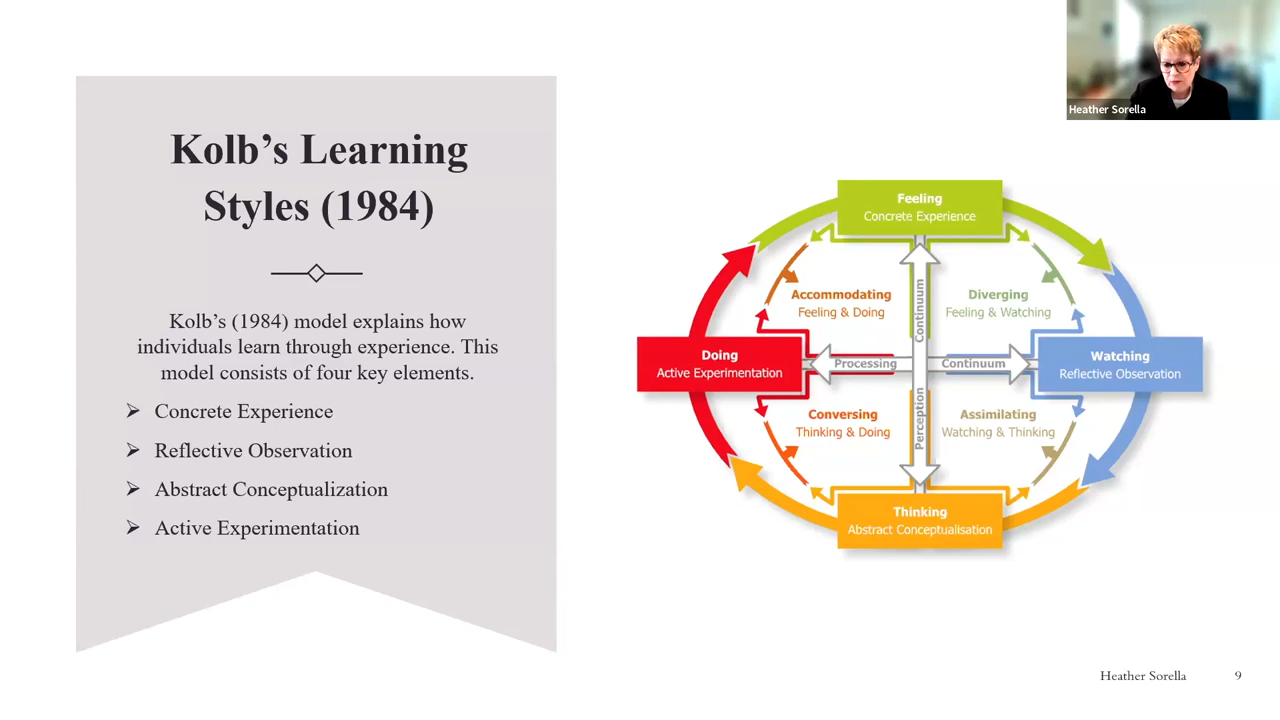 Heather Sorella
Kolb’s Learning
Styles (1984)
Kolb’s (1984) model explains how
individuals learn through experience. This
model consists of four key elements.
Concrete Experience
Reflective Observation
Abstract Conceptualization
Active Experimentation
Feeling
Concrete Experience
Accommodating
Feeling & Doing
Diverging
Feeling & Watching
Continuum
Doing
Active Experimentation
Processing
Continuum
Watching
Reflective Observation
Perception
Conversing
Thinking & Doing
Assimilating
Watching & Thinking
Thinking
Abstract Conceptualisation
Heather Sorella
9